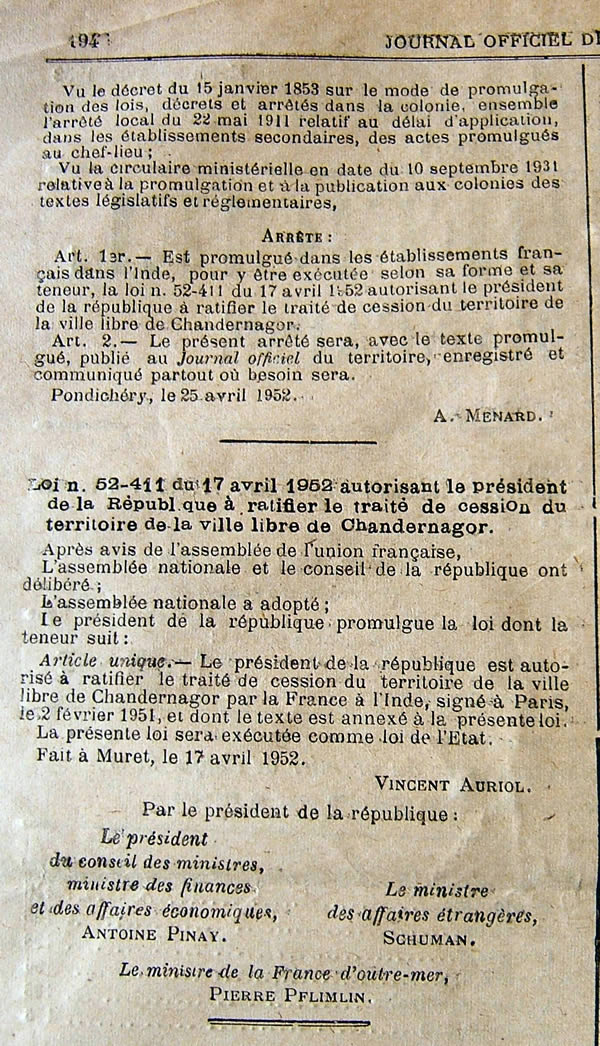 194
JOURNAL OFFICIEL DE
Vu le décret du 15 janvier 1853 sur le mode de promulga-
tion des lois, décrets et arrêtés dans la colonie, ensemble
l'arrêté local du 22 mai 1911 relatif au délai d'application,
dans les établissements secondaires, des actes promulgués
au chef-lieu ;
Vu la circulaire ministérielle en date du 10 septembre 1931
relative à la promulgation et à la publication aux colonies des
textes législatifs et réglementaires,
ARRÊTE :
Art. 1er.— Est promulgué dans les établissements fran-
çais dans l'Inde, pour y être exécutée selon sa forme et sa
teneur, la loi n. 52-411 du 17 avril 1952 autorisant le président
de la république à ratifier le traité de cession du territoire de
la ville libre de Chandernagor.
Art. 2.— Le présent arrêté sera, avec le texte promul-
gué, publié au Journal officiel du territoire, enregistré et
communiqué partout où besoin sera.
Pondichéry, le 25 avril 1952.
A. MENARD.
Loi n. 52-411 du 17 avril 1952 autorisant le président
de la République à ratifier le traité de cession du
territoire de la ville libre de Chandernagor.
Après avis de l'assemblée de l'union française,
L'assemblée nationale et le conseil de la république ont
délibéré ;
L'assemblée nationale a adopté ;
Le président de la république promulgue la loi dont la
teneur suit :
Article unique.— Le président de la république est auto-
risé à ratifier le traité de cession du territoire de la ville
libre de Chandernagor par la France à l'Inde, signé à Paris,
le 2 février 1951, et dont le texte est annexé à la présente loi.
La présente loi sera exécutée comme loi de l'Etat.
Fait à Muret, le 17 avril 1952.
VINCENT AURIOL.
Par le président de la république :
Le président
du conseil des ministres,
ministre des finances
et des affaires économiques,
ANTOINE PINAY.
Le ministre
des affaires étrangères,
SCHUMAN.
Le ministre de la France d'outre-mer,
PIERRE PFLIMLIN.